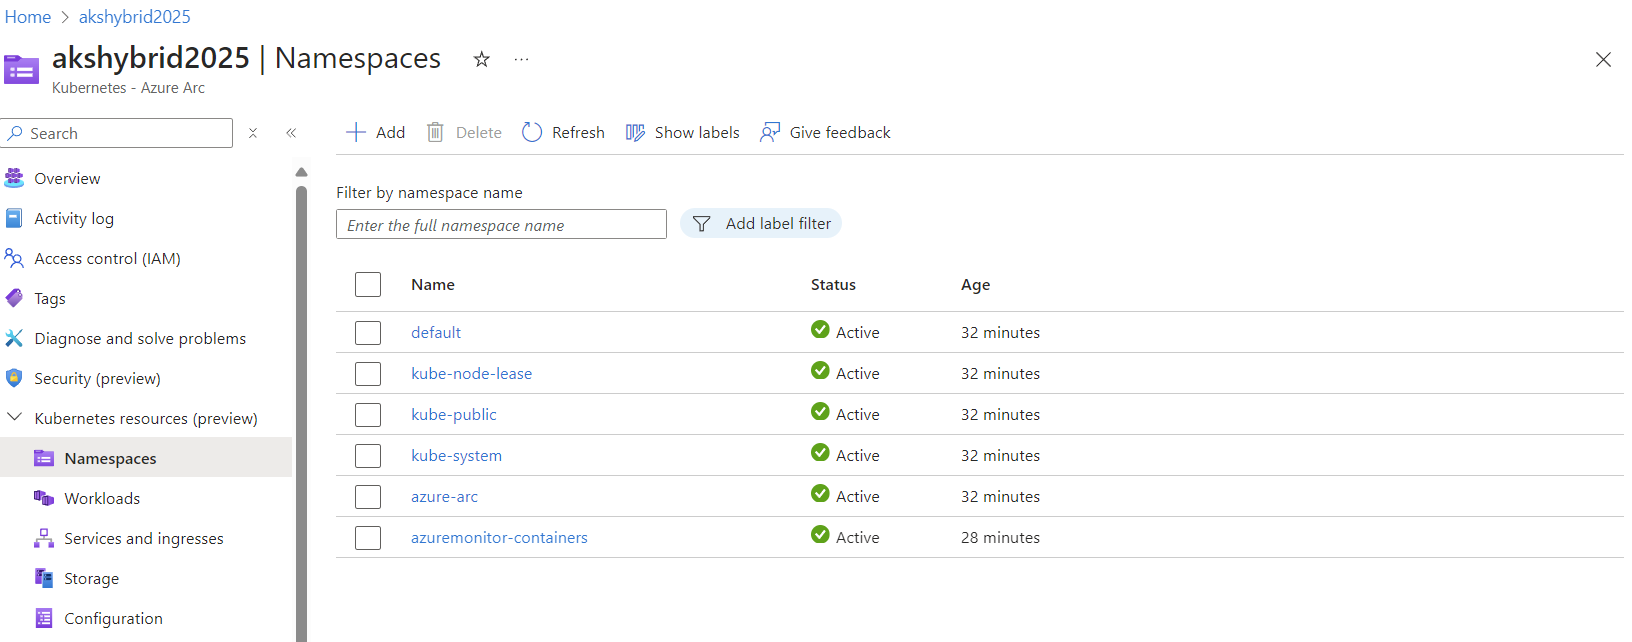 Home > akshybrid2025
akshybrid2025 | Namespaces
Kubernetes - Azure Arc
Search
Overview
Activity log
Access control (IAM)
Tags
Diagnose and solve problems
Security (preview)
Kubernetes resources (preview)
Namespaces
Workloads
Services and ingresses
Storage
Configuration
Add Delete Refresh Show labels Give feedback
Filter by namespace name
Enter the full namespace name Add label filter
Name Status Age
default Active 32 minutes
kube-node-lease Active 32 minutes
kube-public Active 32 minutes
kube-system Active 32 minutes
azure-arc Active 32 minutes
azuremonitor-containers Active 28 minutes